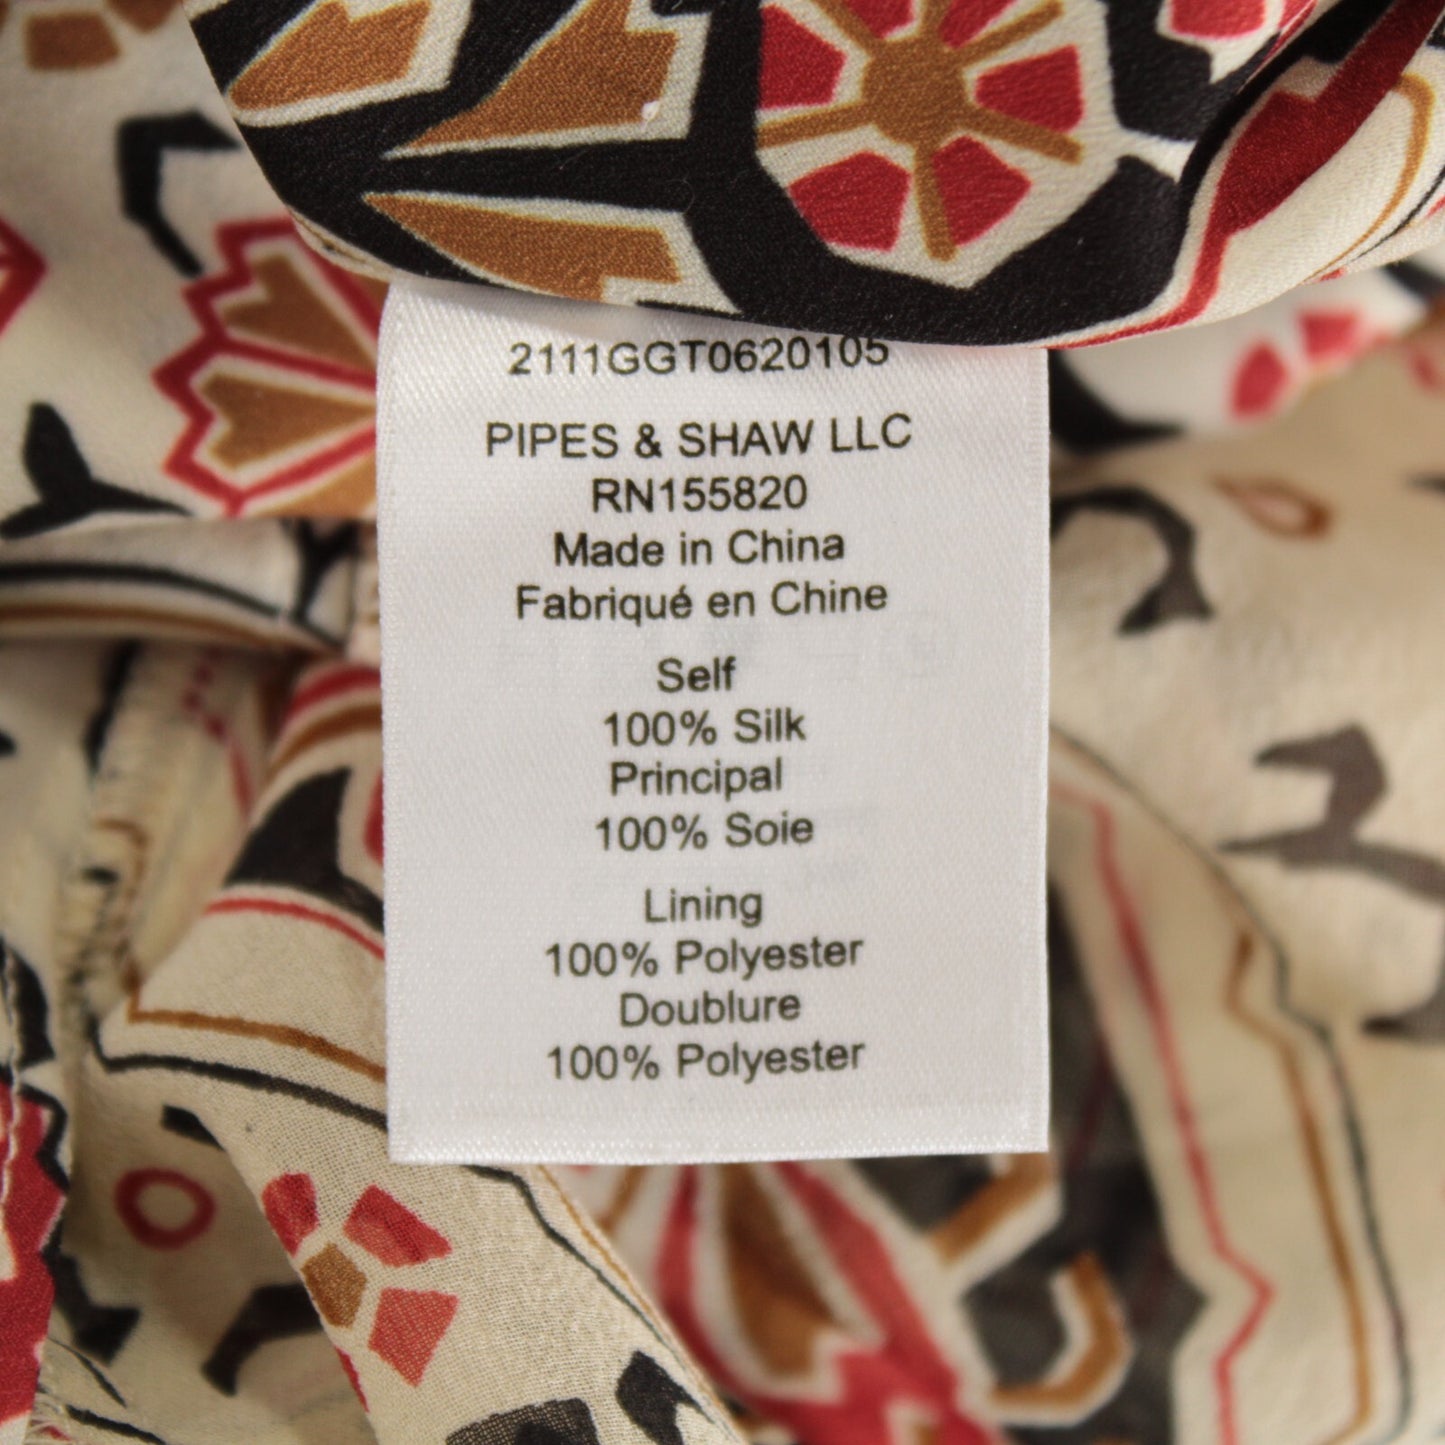 2111GGT0620105
PIPES & SHAW LLC
RN155820
Made in China
Fabriqué en Chine
Self
100% Silk
Principal
100% Soie
Lining
100% Polyester
Doublure
100% Polyester